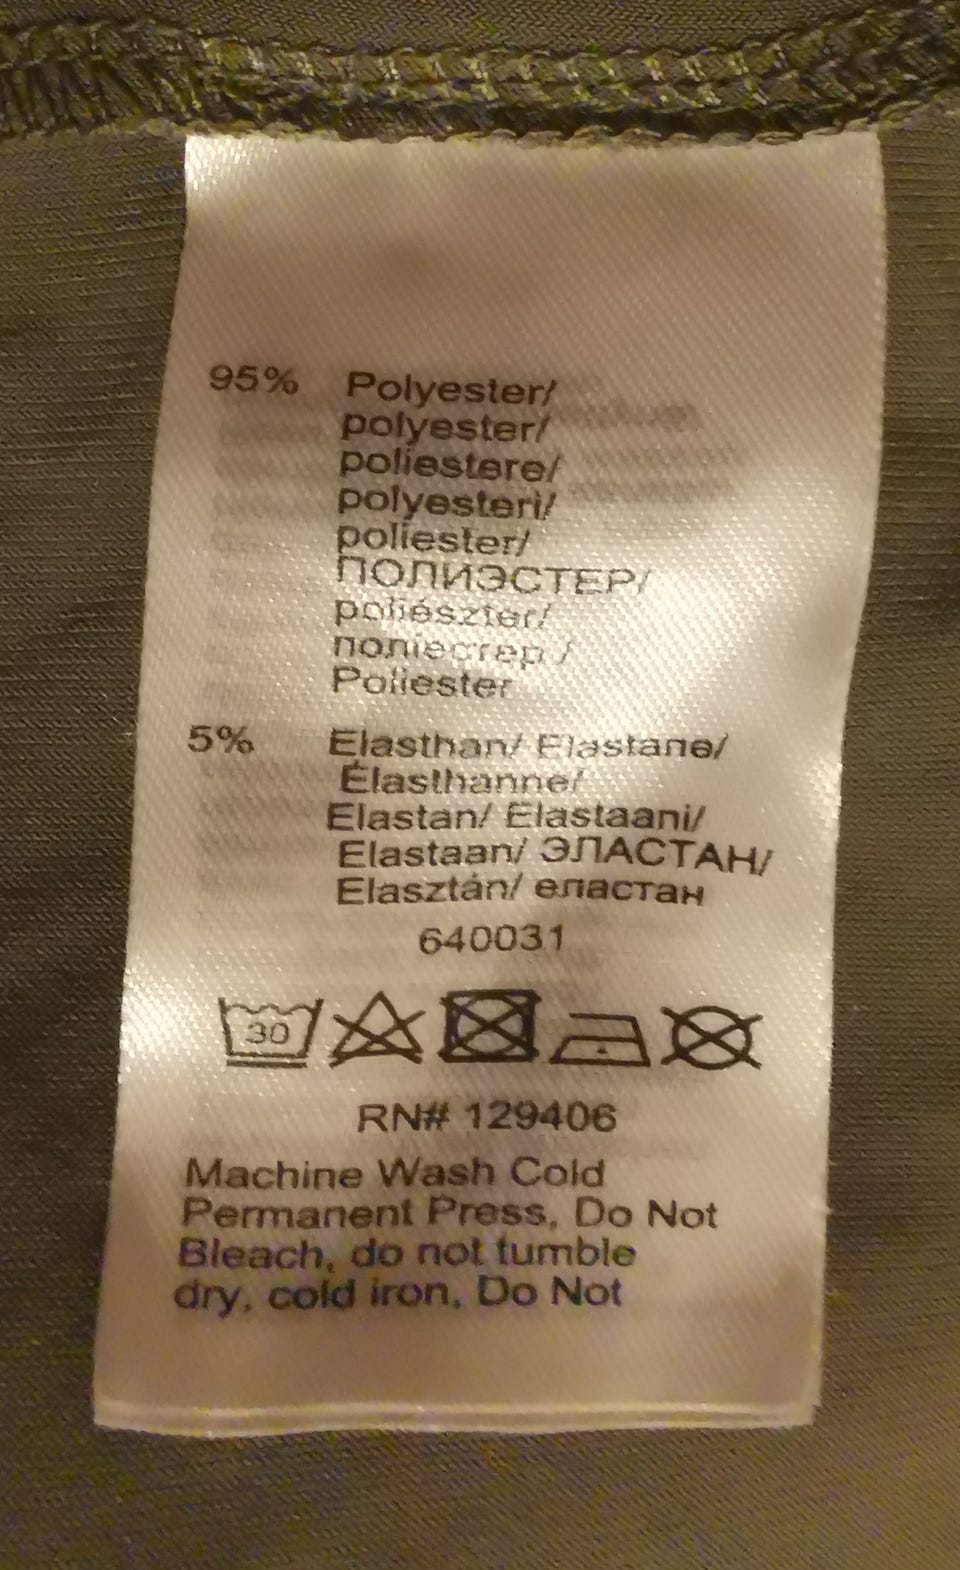 95% Polyester/
polyester/
poliestere/
polyesteri/
poliester/
ПОЛИЭСТЕР/
poliészter/
поліестер /
Poliester
5% Elasthan/ Elastane/
Élasthanne/
Elastan/ Elastaani/
Elastaan/ ЭЛАСТАН/
Elasztán/ еластан
640031
30
RN# 129406
Machine Wash Cold
Permanent Press, Do Not
Bleach, do not tumble
dry, cold iron, Do Not